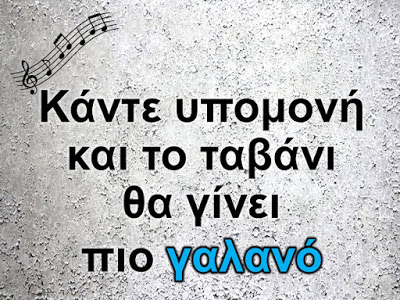 Κάντε υπομονή
και το ταβάνι
θα γίνει
πιο γαλανό